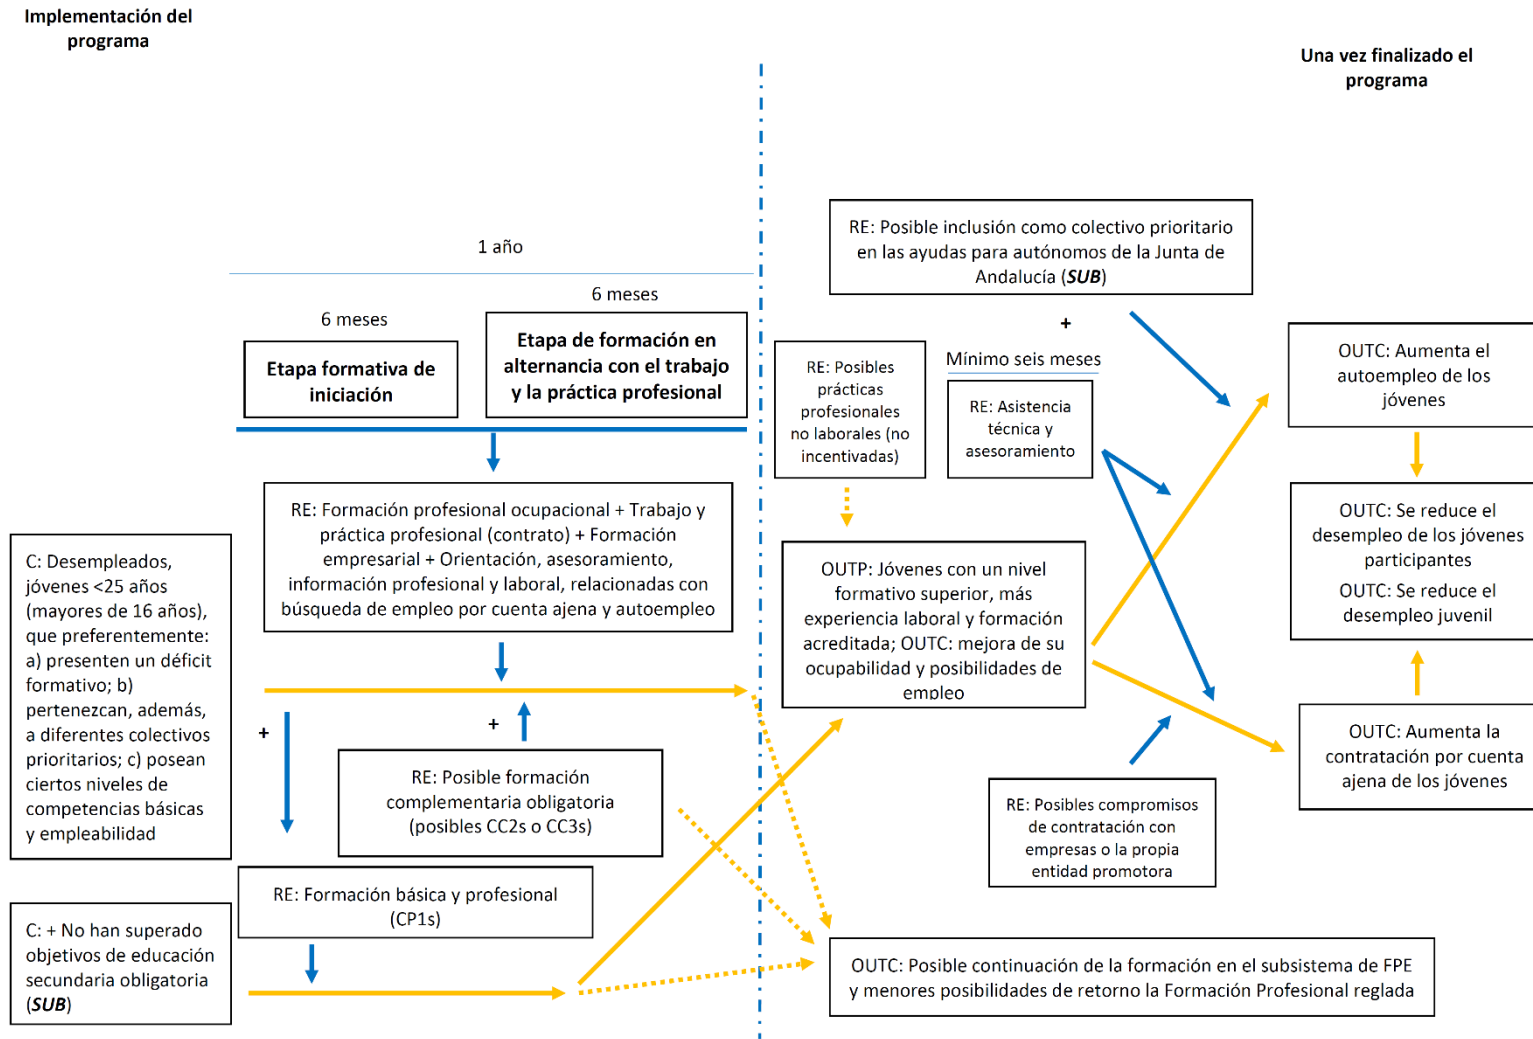 Implementación del
programa
Una vez finalizado el
programa
1 año
6 meses
6 meses
Etapa formativa de
iniciación
Etapa de formación en
alternancia con el trabajo
y la práctica profesional
RE: Formación profesional ocupacional + Trabajo y
práctica profesional (contrato) + Formación
empresarial + Orientación, asesoramiento,
información profesional y laboral, relacionadas con
búsqueda de empleo por cuenta ajena y autoempleo
C: Desempleados,
jóvenes <25 años
(mayores de 16 años),
que preferentemente:
a) presenten un déficit
formativo; b)
pertenezcan, además,
a diferentes colectivos
prioritarios; c) posean
ciertos niveles de
competencias básicas
y empleabilidad
+
+
RE: Posible formación
complementaria obligatoria
(posibles CC2s o CC3s)
RE: Formación básica y profesional
(CP1s)
C: + No han superado
objetivos de educación
secundaria obligatoria
(SUB)
RE: Posible inclusión como colectivo prioritario
en las ayudas para autónomos de la Junta de
Andalucía (SUB)
+
RE: Posibles
prácticas
profesionales
no laborales (no
incentivadas)
Mínimo seis meses
RE: Asistencia
técnica y
asesoramiento
OUTP: Jóvenes con un nivel
formativo superior, más
experiencia laboral y formación
acreditada; OUTC: mejora de su
ocupabilidad y posibilidades de
empleo
RE: Posibles compromisos
de contratación con
empresas o la propia
entidad promotora
OUTC: Aumenta el
autoempleo de los
jóvenes
OUTC: Se reduce el
desempleo de los jóvenes
participantes
OUTC: Se reduce el
desempleo juvenil
OUTC: Aumenta la
contratación por cuenta
ajena de los jóvenes
OUTC: Posible continuación de la formación en el subsistema de FPE
y menores posibilidades de retorno la Formación Profesional reglada